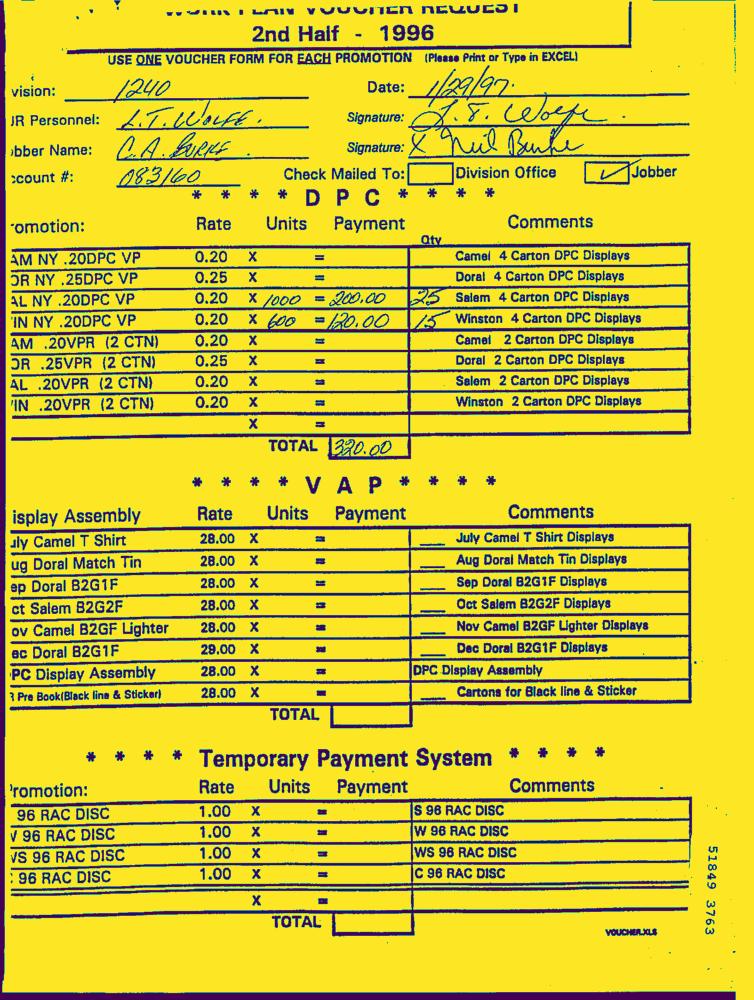 WORK PLAN VOUCHER REQUEST
2nd Half - 1996
USE ONE VOUCHER FORM FOR EACH PROMOTION (Please Print or Type in EXCEL)
vision: 1240 Date: 1/29/97.
JR Personnel: L.T. WOLFE. Signature: L. T. Wolfe.
bber Name: C.A. BURKE Signature: X Neil Burke
ccount #: 083160 Check Mailed To: Division Office ✓ Jobber
* * * * D P C * * * *
romotion: Rate Units Payment Comments
Qty
AM NY .20DPC VP 0.20 X = Camel 4 Carton DPC Displays
OR NY .25DPC VP 0.25 X = Doral 4 Carton DPC Displays
AL NY .20DPC VP 0.20 X 1000 = 200.00 25 Salem 4 Carton DPC Displays
IN NY .20DPC VP 0.20 X 600 = 120.00 15 Winston 4 Carton DPC Displays
AM .20VPR (2 CTN) 0.20 X = Camel 2 Carton DPC Displays
OR .25VPR (2 CTN) 0.25 X = Doral 2 Carton DPC Displays
AL .20VPR (2 CTN) 0.20 X = Salem 2 Carton DPC Displays
IN .20VPR (2 CTN) 0.20 X = Winston 2 Carton DPC Displays
X =
TOTAL 320.00
* * * * V A P * * * *
isplay Assembly Rate Units Payment Comments
uly Camel T Shirt 28.00 X = July Camel T Shirt Displays
ug Doral Match Tin 28.00 X = Aug Doral Match Tin Displays
ep Doral B2G1F 28.00 X = Sep Doral B2G1F Displays
ct Salem B2G2F 28.00 X = Oct Salem B2G2F Displays
ov Camel B2GF Lighter 28.00 X = Nov Camel B2GF Lighter Displays
ec Doral B2G1F 29.00 X = Dec Doral B2G1F Displays
PC Display Assembly 28.00 X = DPC Display Assembly
R Pre Book(Black line & Sticker) 28.00 X = Cartons for Black line & Sticker
TOTAL
* * * * Temporary Payment System * * * *
romotion: Rate Units Payment Comments
96 RAC DISC 1.00 X = S 96 RAC DISC
V 96 RAC DISC 1.00 X = W 96 RAC DISC
VS 96 RAC DISC 1.00 X = WS 96 RAC DISC
96 RAC DISC 1.00 X = C 96 RAC DISC
X =
TOTAL
VOUCHER.XLS
51849 3763